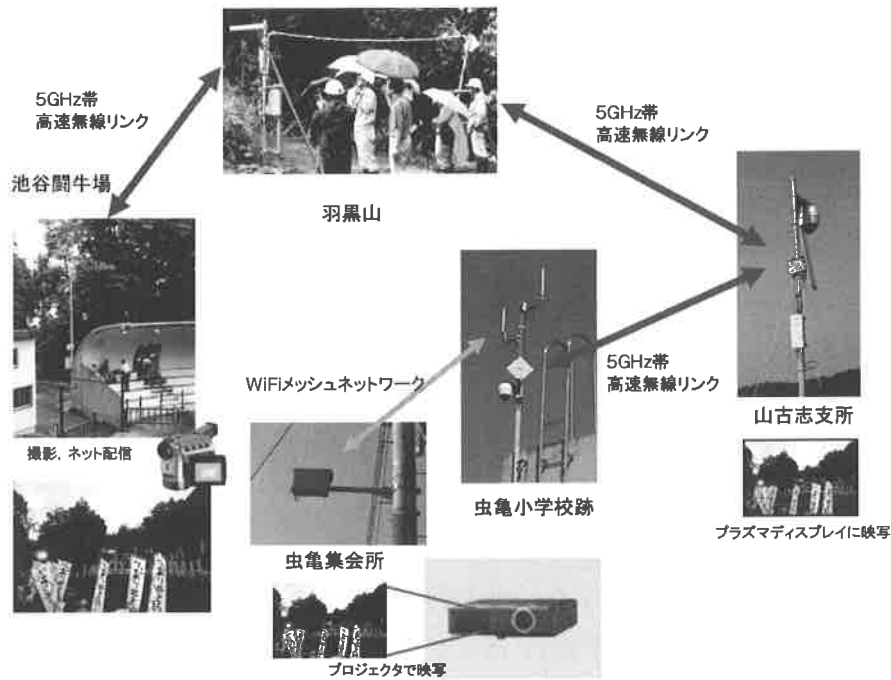 5GHz帯
高速無線リンク
池谷闘牛場
羽黒山
5GHz帯
高速無線リンク
WiFiメッシュネットワーク
5GHz帯
高速無線リンク
山古志支所
撮影, ネット配信
虫亀小学校跡
プラズマディスプレイに映写
虫亀集会所
プロジェクタで映写